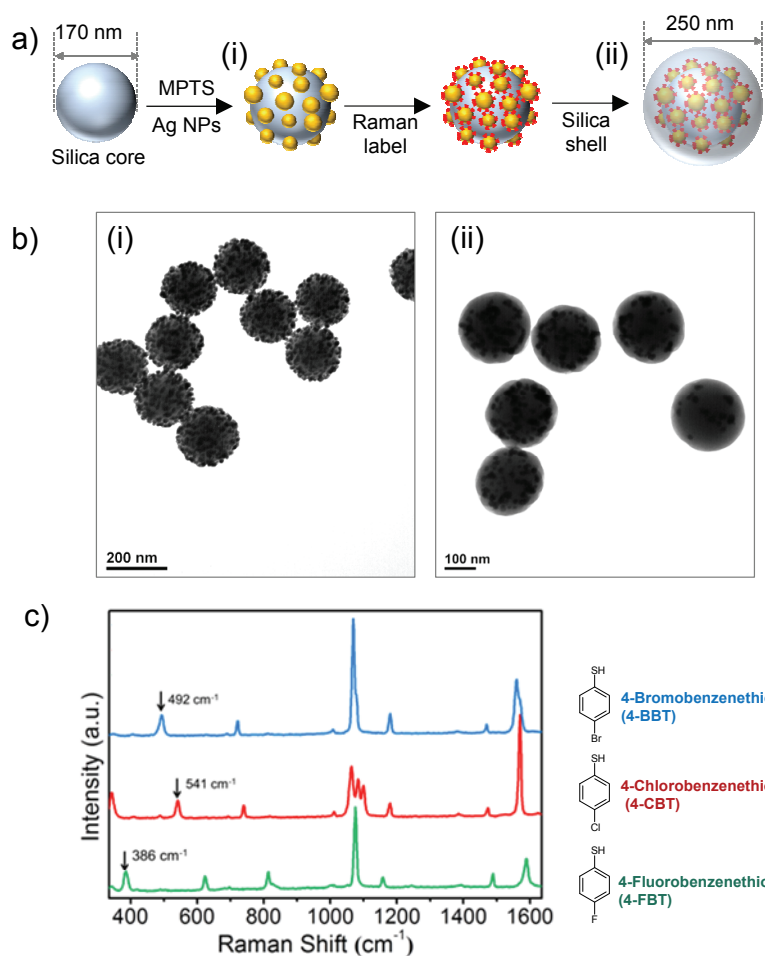 a)
170 nm
Silica core
MPTS
Ag NPs
(i)
Raman
label
Silica
shell
(ii)
250 nm
b)
(i)
200 nm
(ii)
100 nm
c)
Intensity (a.u.)
492 cm⁻¹
541 cm⁻¹
386 cm⁻¹
400 600 800 1000 1200 1400 1600
Raman Shift (cm⁻¹)
SH
Br
4-Bromobenzenethio
(4-BBT)
SH
Cl
4-Chlorobenzenethio
(4-CBT)
SH
F
4-Fluorobenzenethio
(4-FBT)